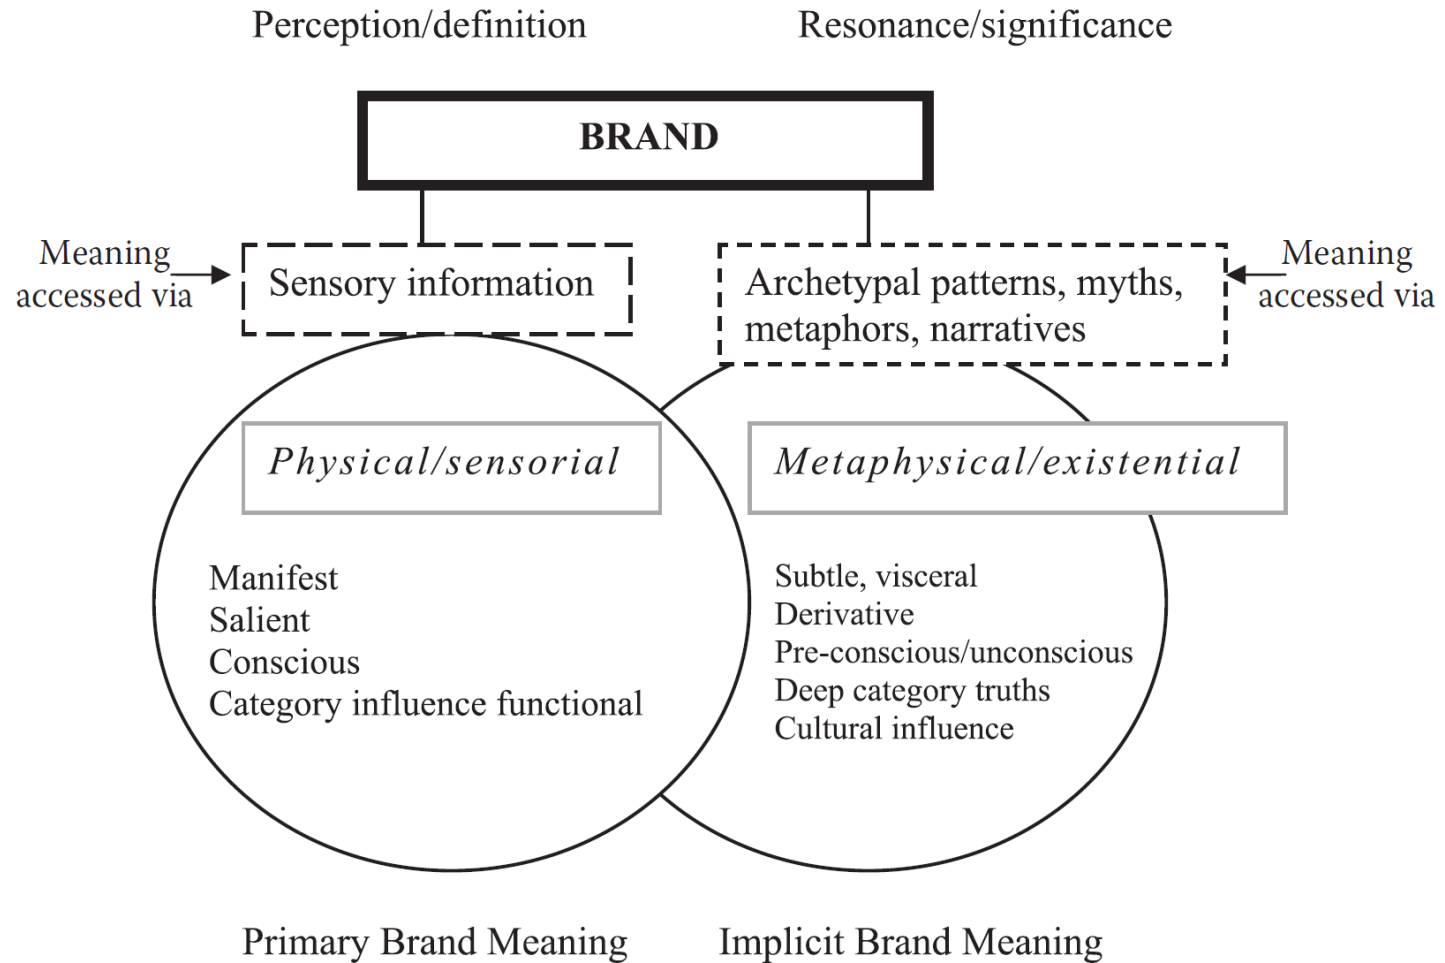 Perception/definition
Resonance/significance
BRAND
Meaning
accessed via
Sensory information
Archetypal patterns, myths,
metaphors, narratives
Meaning
accessed via
Physical/sensorial
Metaphysical/existential
Manifest
Salient
Conscious
Category influence functional
Subtle, visceral
Derivative
Pre-conscious/unconscious
Deep category truths
Cultural influence
Primary Brand Meaning
Implicit Brand Meaning